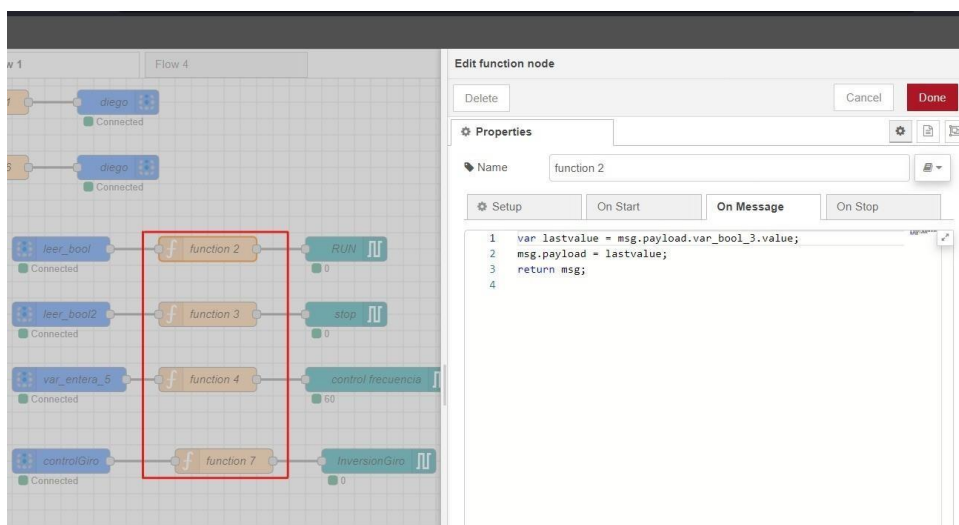 w 1
Flow 4
diego
Connected
diego
Connected
leer_bool
Connected
function 2
RUN
0
leer_bool2
Connected
function 3
stop
0
var_entera_5
Connected
function 4
control frecuencia
60
controlGiro
Connected
function 7
InversionGiro
0
Edit function node
Delete
Cancel
Done
Properties
Name
function 2
Setup
On Start
On Message
On Stop
1 var lastvalue = msg.payload.var_bool_3.value;
2 msg.payload = lastvalue;
3 return msg;
4